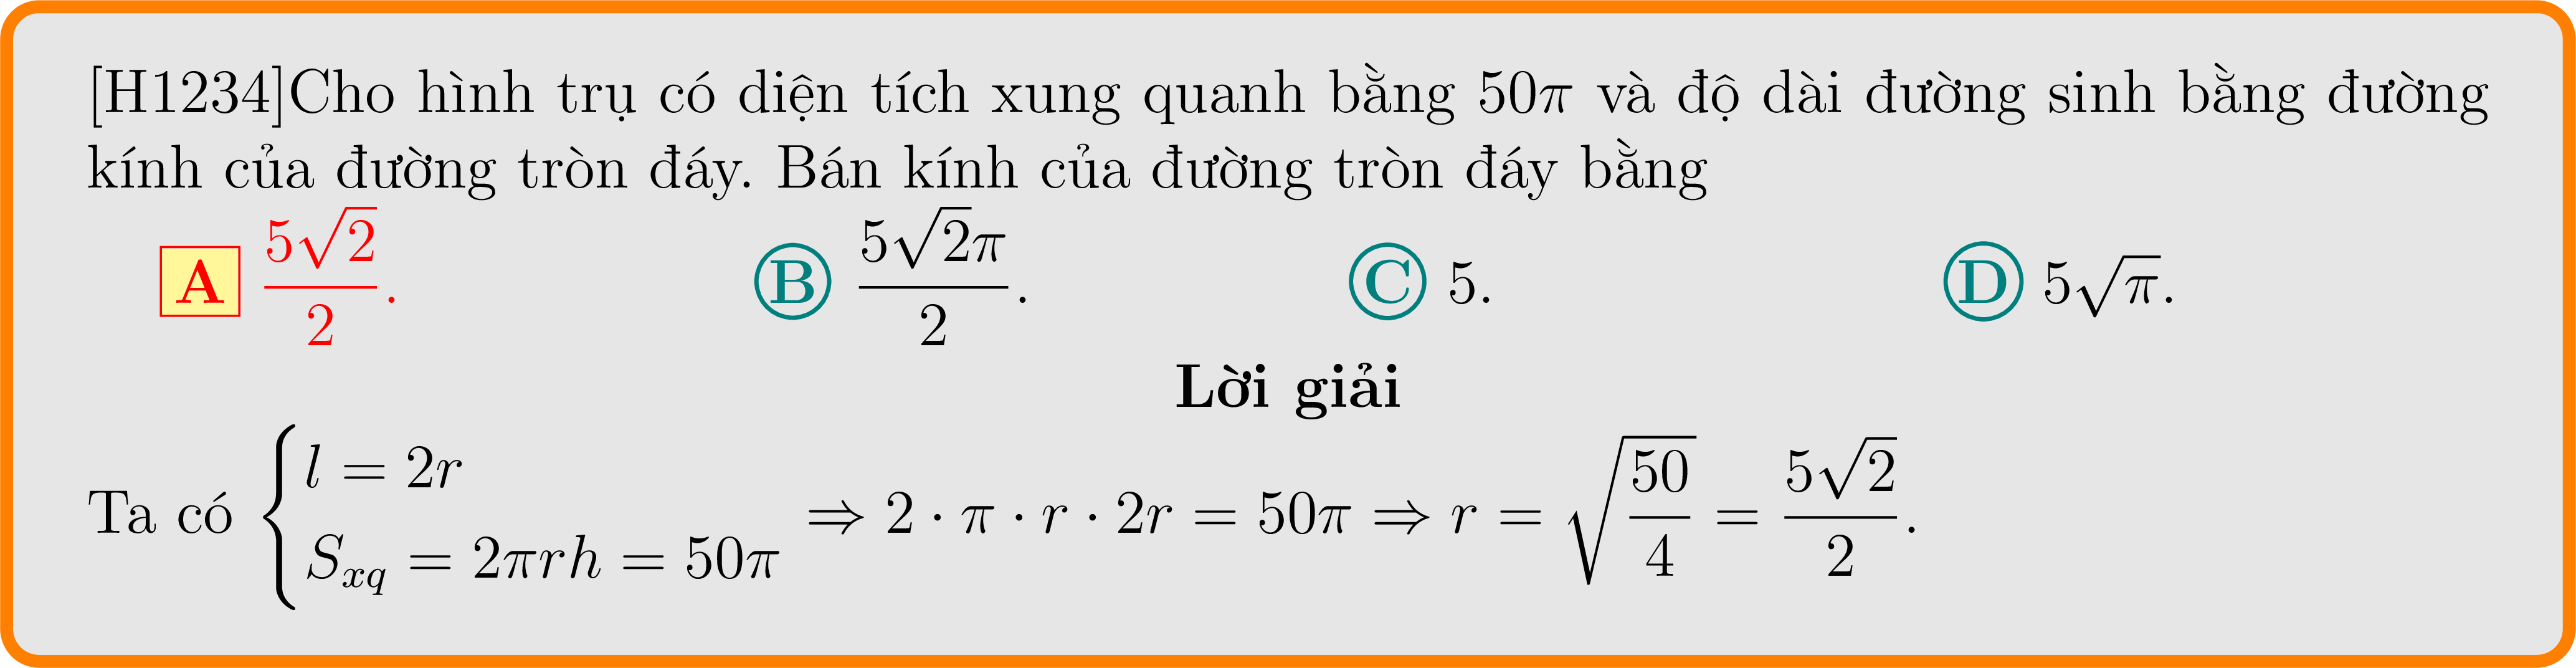 [H1234]Cho hình trụ có diện tích xung quanh bằng 50π và độ dài đường sinh bằng đường
kính của đường tròn đáy. Bán kính của đường tròn đáy bằng
A $\frac{5\sqrt{2}}{2}$. B $\frac{5\sqrt{2}\pi}{2}$. C 5. D $5\sqrt{\pi}$.
Lời giải
Ta có $\begin{cases} l = 2r \\ S_{xq} = 2\pi rh = 50\pi \end{cases} \Rightarrow 2 \cdot \pi \cdot r \cdot 2r = 50\pi \Rightarrow r = \sqrt{\frac{50}{4}} = \frac{5\sqrt{2}}{2}$.